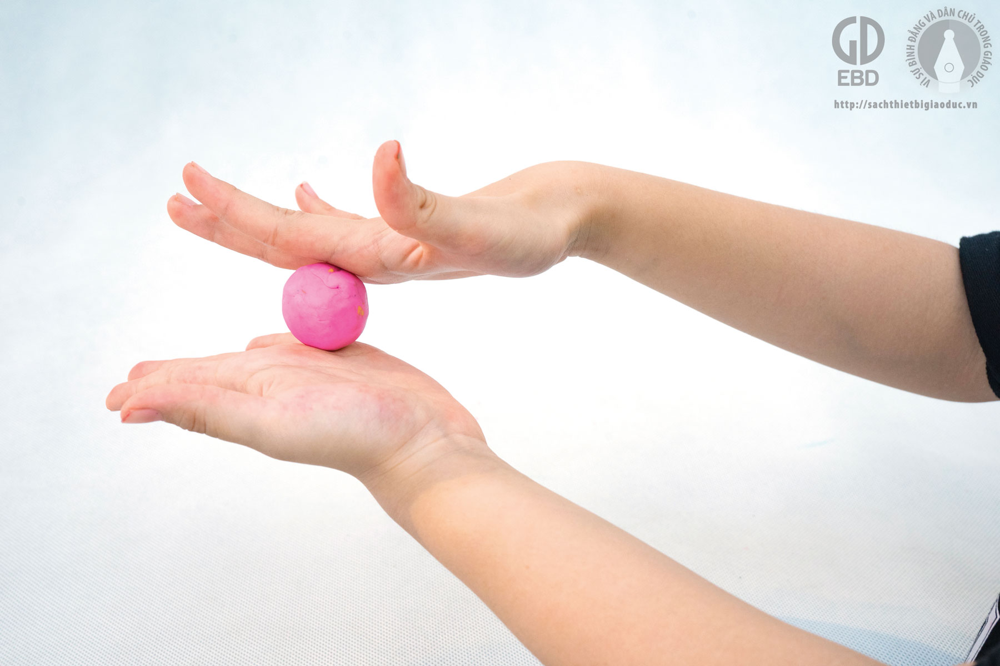 GD
EBD
VÌ SỰ BÌNH ĐẲNG VÀ DÂN CHỦ TRONG GIÁO DỤC
http://sachthietbigiaoduc.vn